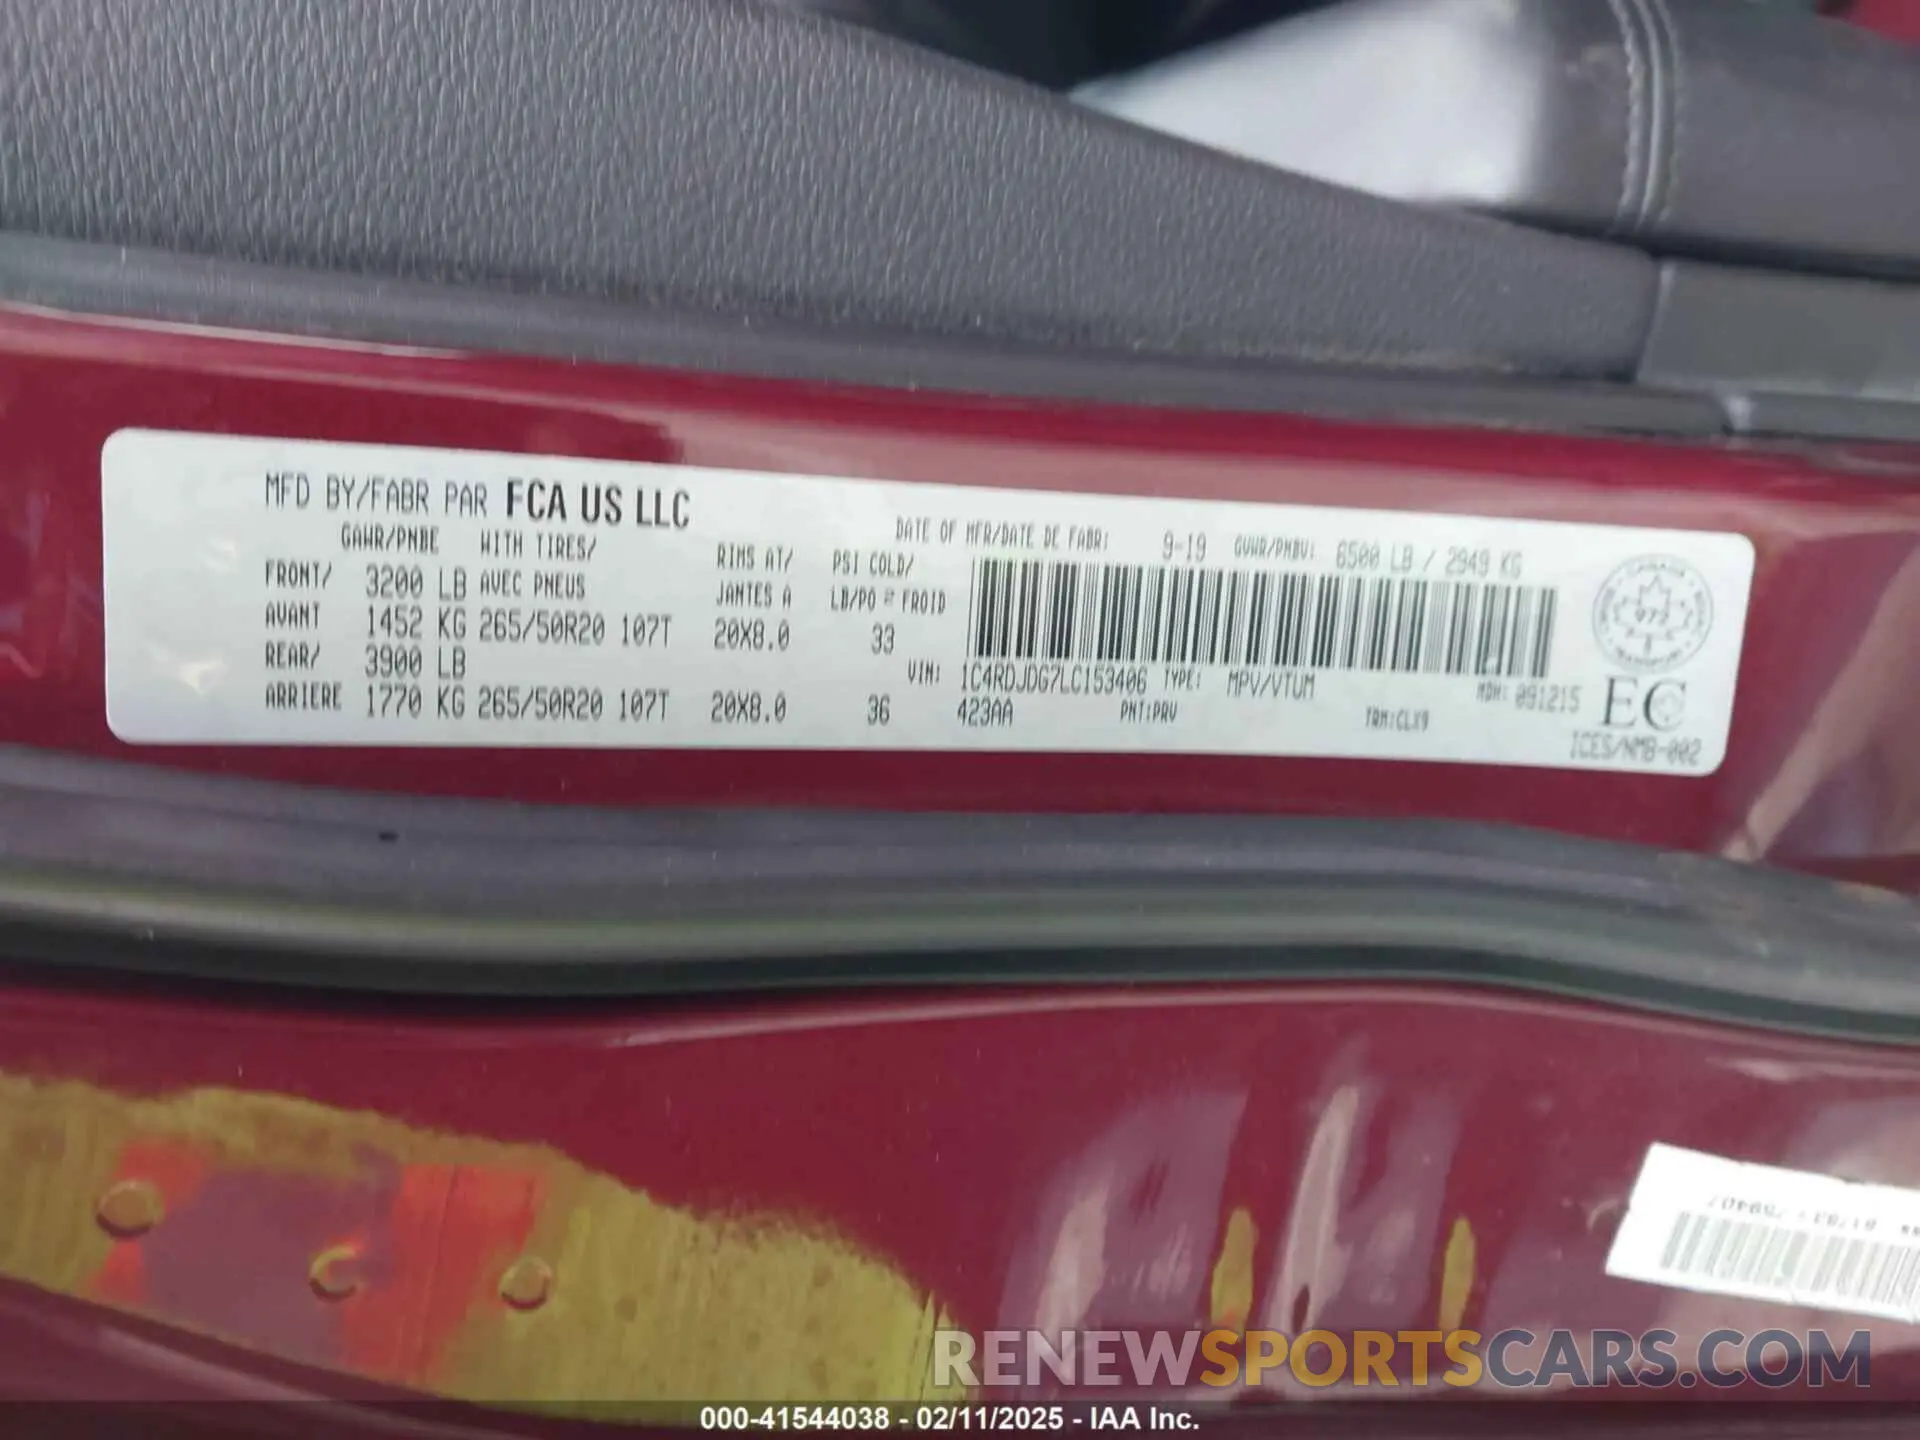 MFD BY/FABR PAR FCA US LLC
DATE OF MFR/DATE DE FABR: 9-19 GVWR/PNBV: 6500 LB / 2949 KG
GAWR/PNBE WITH TIRES/ RIMS AT/ PSI COLD/
FRONT/ 3200 LB AVEC PNEUS JANTES A LB/PO = FROID
AVANT 1452 KG 265/50R20 107T 20X8.0 33
REAR/ 3900 LB
VIN: 1C4RDJDG7LC153406 TYPE: MPV/VTUM MDH: 091215
ARRIERE 1770 KG 265/50R20 107T 20X8.0 36
423AA PNT:PRV TRM:CLX9
CANADA
972
TRANSPORT
EC
ICES/NMB-002
RENEWSPORTSCARS.COM
000-41544038 - 02/11/2025 - IAA Inc.